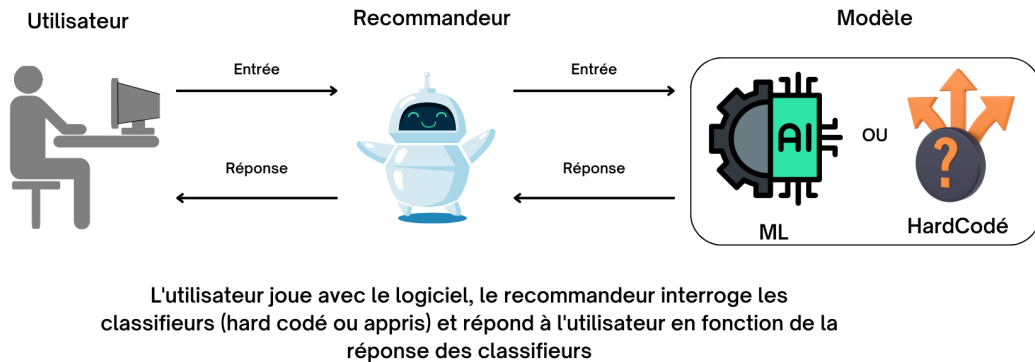 Utilisateur
Recommandeur
Modèle
Entrée
Entrée
AI
OU
?
Réponse
Réponse
ML
HardCodé
L'utilisateur joue avec le logiciel, le recommandeur interroge les
classifieurs (hard codé ou appris) et répond à l'utilisateur en fonction de la
réponse des classifieurs